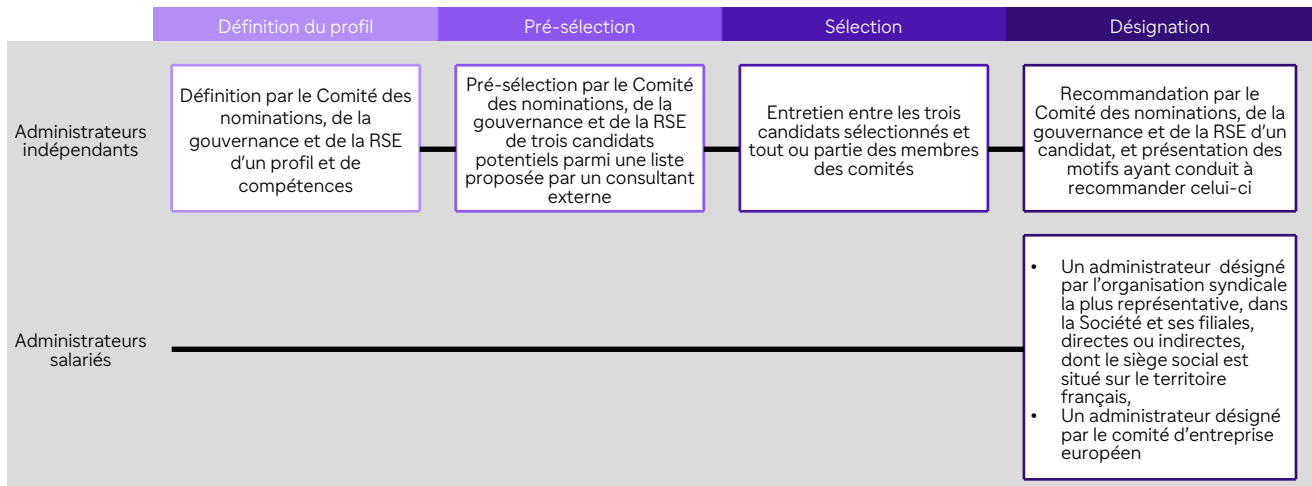 Définition du profil
Pré-sélection
Sélection
Désignation
Administrateurs
indépendants
Définition par le Comité des
nominations, de la
gouvernance et de la RSE
d'un profil et de
compétences
Pré-sélection par le Comité
des nominations, de la
gouvernance et de la RSE
de trois candidats
potentiels parmi une liste
proposée par un consultant
externe
Entretien entre les trois
candidats sélectionnés et
tout ou partie des membres
des comités
Recommandation par le
Comité des nominations, de la
gouvernance et de la RSE d'un
candidat, et présentation des
motifs ayant conduit à
recommander celui-ci
Administrateurs
salariés
• Un administrateur désigné
par l'organisation syndicale
la plus représentative, dans
la Société et ses filiales,
directes ou indirectes,
dont le siège social est
situé sur le territoire
français,
• Un administrateur désigné
par le comité d'entreprise
européen